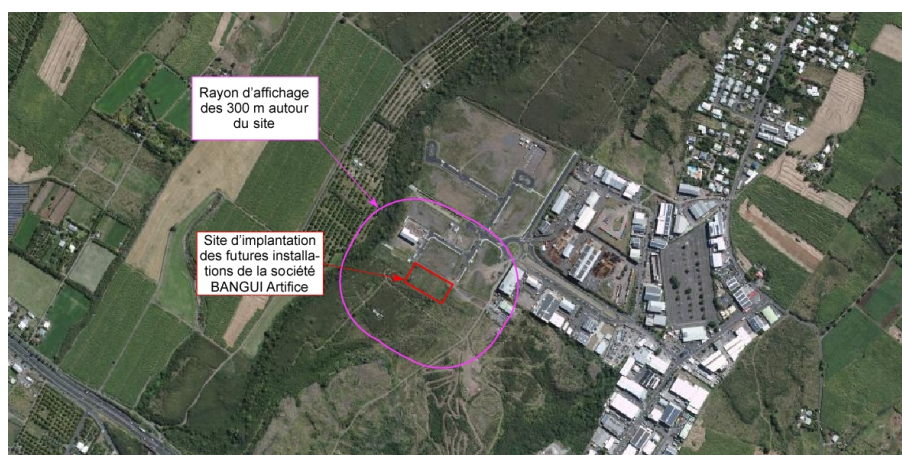 Rayon d'affichage
des 300 m autour
du site
Site d'implantation
des futures installa-
tions de la société
BANGUI Artifice